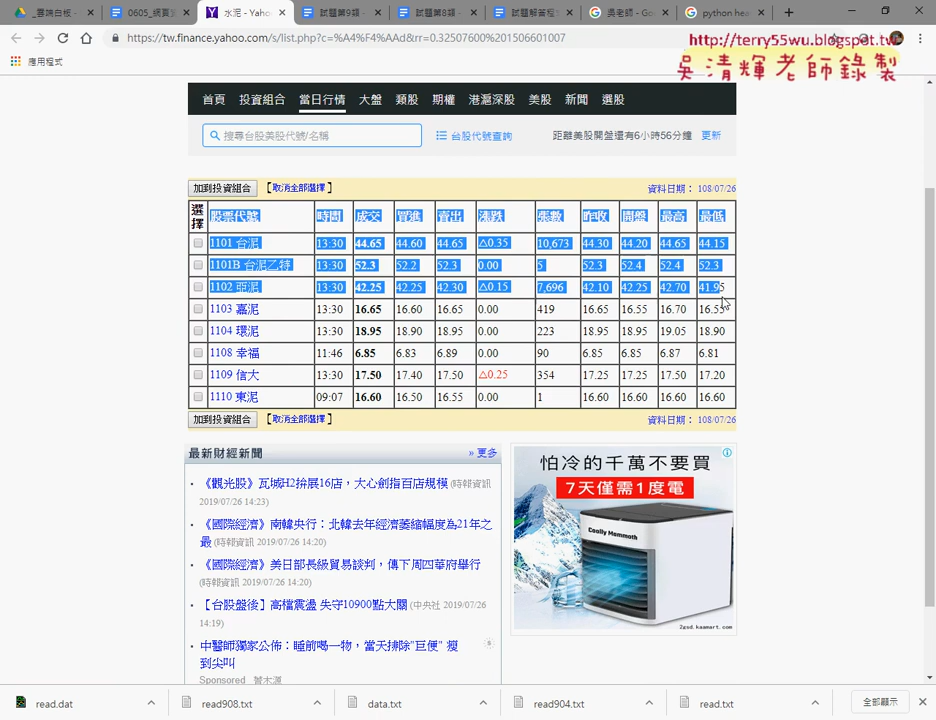 _雲端白板 -
0605_網頁資
水泥 - Yaho
試題第9類 -
試題第8類 -
試題解答程
吳老師 - Go
python hea
https://tw.finance.yahoo.com/s/list.php?c=%A4%F4%AAd&rr=0.32507600%201506601007
http://terry55wu.blogspot.tw
應用程式
吳清輝老師錄製
首頁 投資組合 當日行情 大盤 類股 期權 港滬深股 美股 新聞 選股
搜尋台股美股代號/名稱
台股代號查詢
距離美股開盤還有6小時56分鐘 更新
加到投資組合 【取消全部選擇】 資料日期： 108/07/26
選擇 股票代號 時間 成交 買進 賣出 漲跌 張數 昨收 開盤 最高 最低
1101 台泥 13:30 44.65 44.60 44.65 △0.35 10,673 44.30 44.20 44.65 44.15
1101B 台泥乙特 13:30 52.3 52.2 52.3 0.00 5 52.3 52.4 52.4 52.3
1102 亞泥 13:30 42.25 42.25 42.30 △0.15 7,696 42.10 42.25 42.70 41.95
1103 嘉泥 13:30 16.65 16.60 16.65 0.00 419 16.65 16.55 16.70 16.55
1104 環泥 13:30 18.95 18.90 18.95 0.00 223 18.95 18.95 19.05 18.90
1108 幸福 11:46 6.85 6.83 6.89 0.00 90 6.85 6.85 6.87 6.81
1109 信大 13:30 17.50 17.40 17.50 △0.25 354 17.25 17.25 17.50 17.20
1110 東泥 09:07 16.60 16.50 16.55 0.00 1 16.60 16.60 16.60 16.60
加到投資組合 【取消全部選擇】 資料日期： 108/07/26
最新財經新聞 » 更多
《觀光股》瓦城H2拚展16店，大心劍指百店規模 (時報資訊
2019/07/26 14:23)
《國際經濟》南韓央行：北韓去年經濟萎縮幅度為21年之
最 (時報資訊 2019/07/26 14:20)
《國際經濟》美日部長級貿易談判，傳下周四華府舉行
(時報資訊 2019/07/26 14:20)
【台股盤後】高檔震盪 失守10900點大關 (中央社 2019/07/26
14:19)
中醫師獨家公佈：睡前喝一物，當天排除"巨便" 瘦
到尖叫
Sponsored
怕冷的千萬不要買
7天僅需1度電
Coolly Mammoth
2psd.kaamart.com
read.dat
read908.txt
data.txt
read904.txt
read.txt
全部顯示